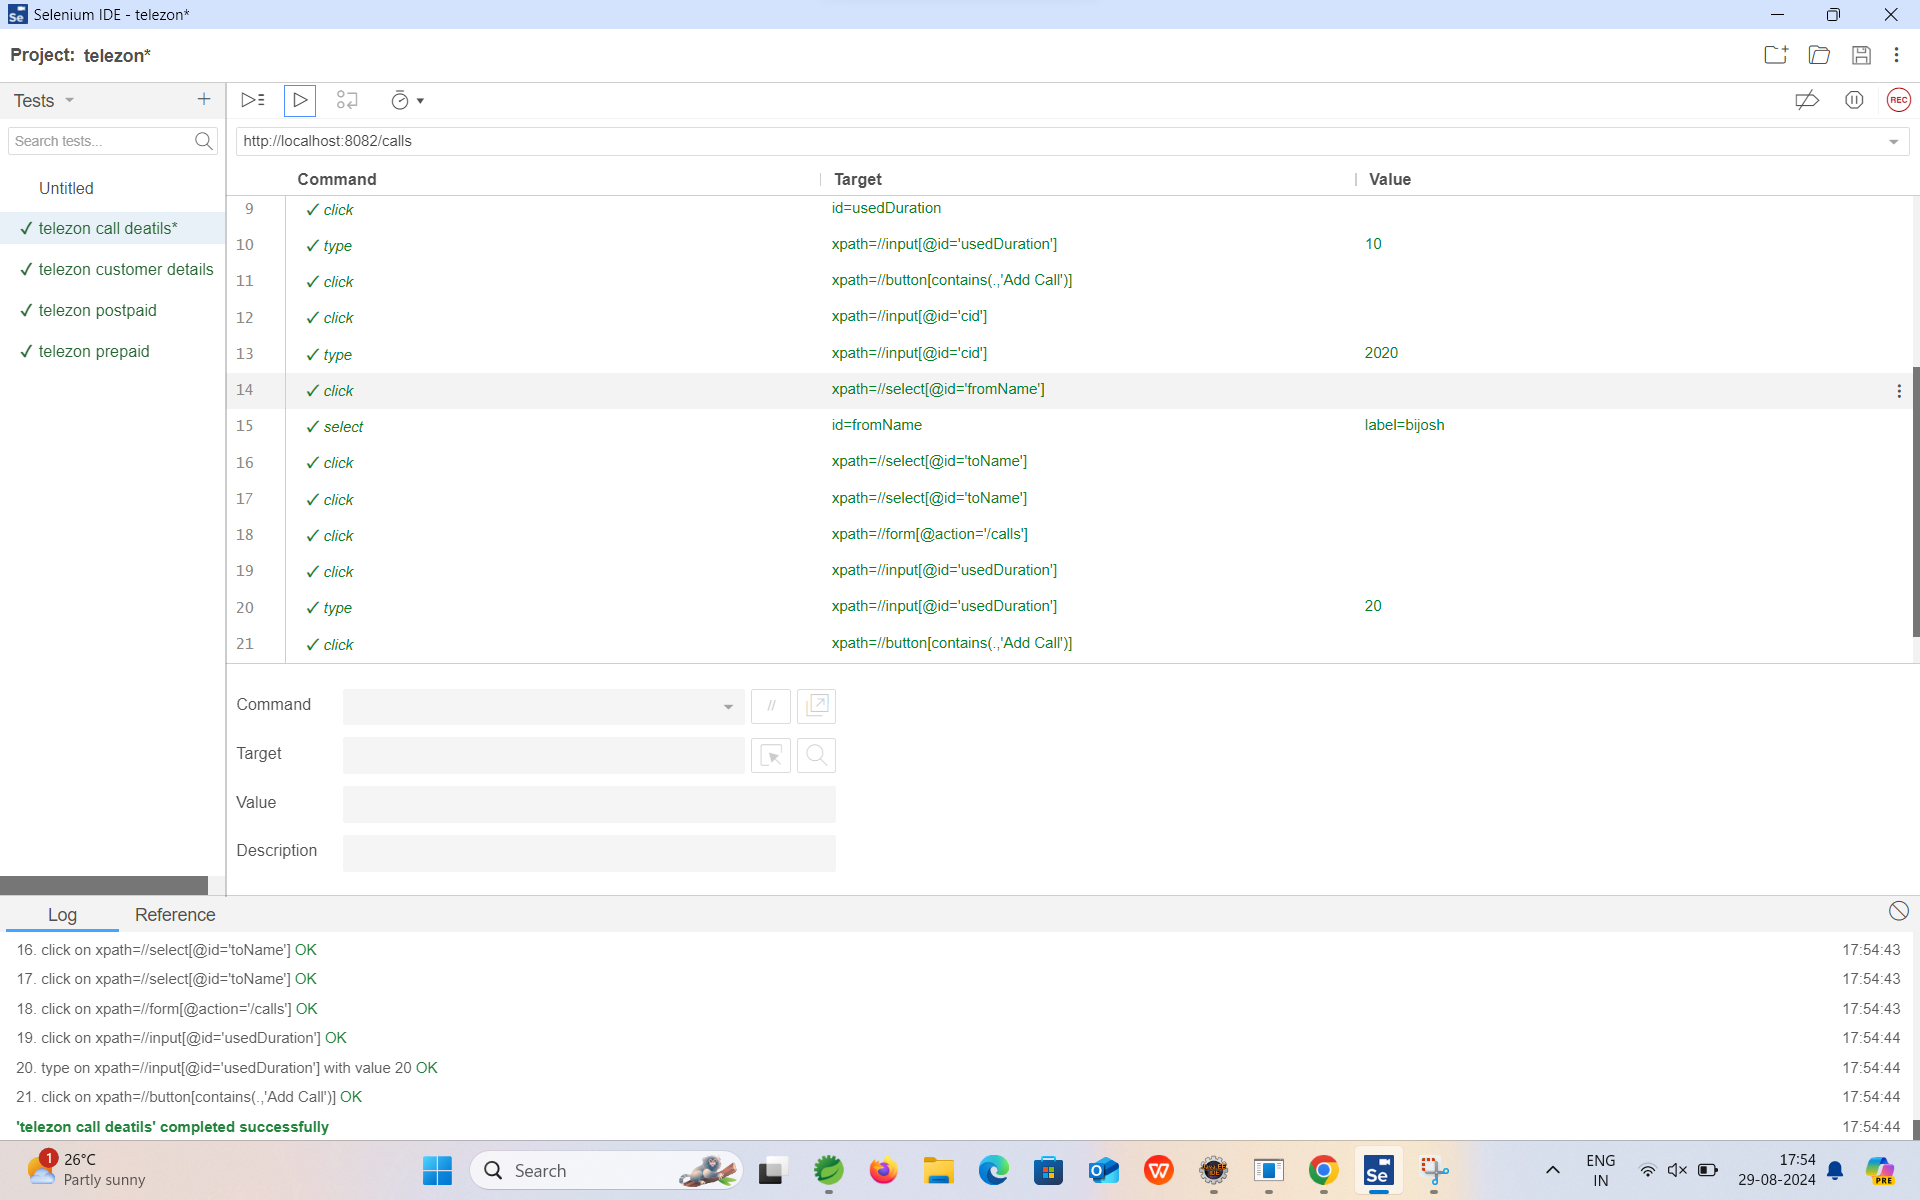 Selenium IDE - telezon*
Project: telezon*
Tests
Search tests...
Untitled
✓ telezon call deatils*
✓ telezon customer details
✓ telezon postpaid
✓ telezon prepaid
REC
http://localhost:8082/calls
Command Target Value
9 ✓ click id=usedDuration
10 ✓ type xpath=//input[@id='usedDuration'] 10
11 ✓ click xpath=//button[contains(.,'Add Call')]
12 ✓ click xpath=//input[@id='cid']
13 ✓ type xpath=//input[@id='cid'] 2020
14 ✓ click xpath=//select[@id='fromName']
15 ✓ select id=fromName label=bijosh
16 ✓ click xpath=//select[@id='toName']
17 ✓ click xpath=//select[@id='toName']
18 ✓ click xpath=//form[@action='/calls']
19 ✓ click xpath=//input[@id='usedDuration']
20 ✓ type xpath=//input[@id='usedDuration'] 20
21 ✓ click xpath=//button[contains(.,'Add Call')]
Command //
Target
Value
Description
Log Reference
16. click on xpath=//select[@id='toName'] OK 17:54:43
17. click on xpath=//select[@id='toName'] OK 17:54:43
18. click on xpath=//form[@action='/calls'] OK 17:54:43
19. click on xpath=//input[@id='usedDuration'] OK 17:54:44
20. type on xpath=//input[@id='usedDuration'] with value 20 OK 17:54:44
21. click on xpath=//button[contains(.,'Add Call')] OK 17:54:44
'telezon call deatils' completed successfully 17:54:44
1
26°C
Partly sunny
Search
Se
ENG
IN
17:54
29-08-2024
PRE